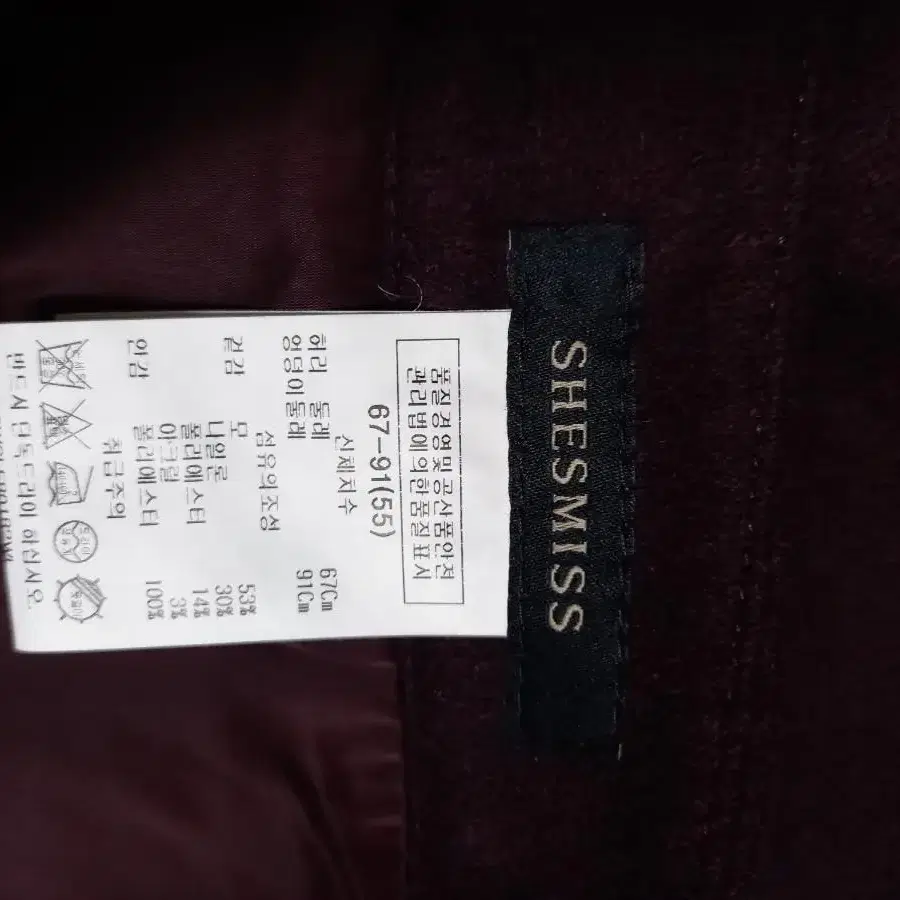 SHESMISS
품질경영및공산품안전
관리법에의한품질표시
67-91(55)
신체치수
허리 둘레 67Cm
엉덩이둘레 91Cm
섬유의조성
겉감 모 53%
나일론 30%
폴리에스터 14%
아크릴 3%
안감 폴리에스터 100%
취급주의
드라이
반드시 단독드라이 하십시오.